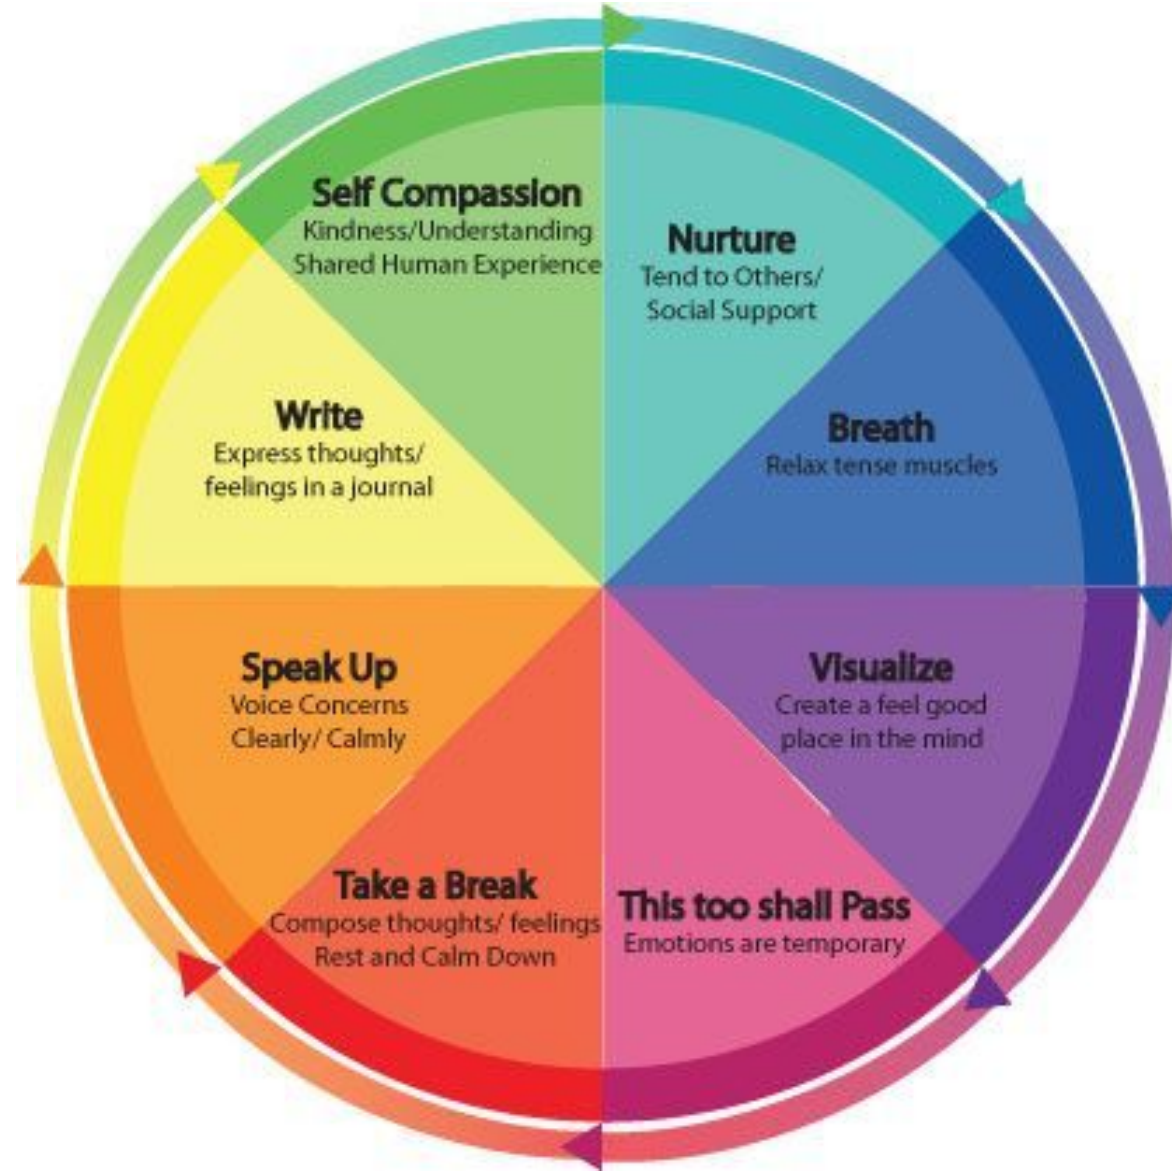 Self Compassion
Kindness/Understanding
Shared Human Experience
Nurture
Tend to Others/
Social Support
Breath
Relax tense muscles
Visualize
Create a feel good
place in the mind
This too shall Pass
Emotions are temporary
Take a Break
Compose thoughts/ feelings
Rest and Calm Down
Speak Up
Voice Concerns
Clearly/ Calmly
Write
Express thoughts/
feelings in a journal